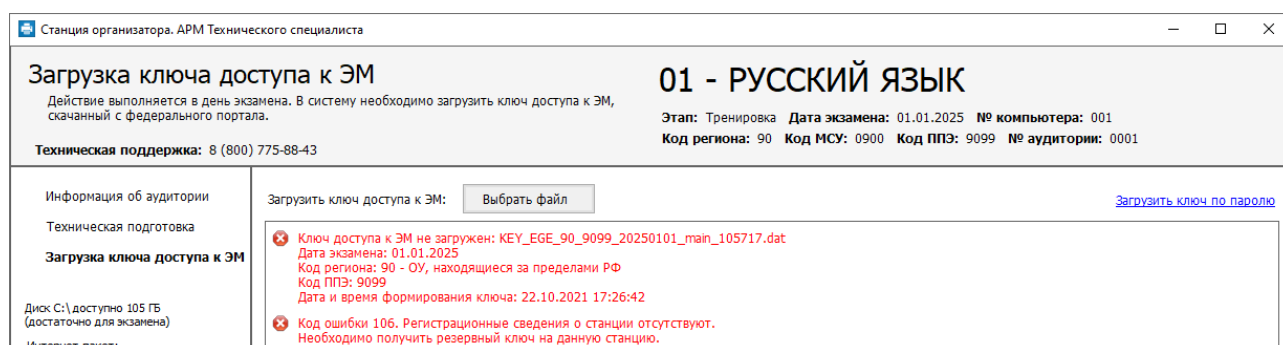 Станция организатора. АРМ Технического специалиста
Загрузка ключа доступа к ЭМ
Действие выполняется в день экзамена. В систему необходимо загрузить ключ доступа к ЭМ,
скачанный с федерального портала.
Техническая поддержка: 8 (800) 775-88-43
01 - РУССКИЙ ЯЗЫК
Этап: Тренировка Дата экзамена: 01.01.2025 № компьютера: 001
Код региона: 90 Код МСУ: 0900 Код ППЭ: 9099 № аудитории: 0001
Информация об аудитории
Техническая подготовка
Загрузка ключа доступа к ЭМ
Диск C:\ доступно 105 ГБ
(достаточно для экзамена)
Загрузить ключ доступа к ЭМ: Выбрать файл Загрузить ключ по паролю
Ключ доступа к ЭМ не загружен: KEY_EGE_90_9099_20250101_main_105717.dat
Дата экзамена: 01.01.2025
Код региона: 90 - ОУ, находящиеся за пределами РФ
Код ППЭ: 9099
Дата и время формирования ключа: 22.10.2021 17:26:42
Код ошибки 106. Регистрационные сведения о станции отсутствуют.
Необходимо получить резервный ключ на данную станцию.